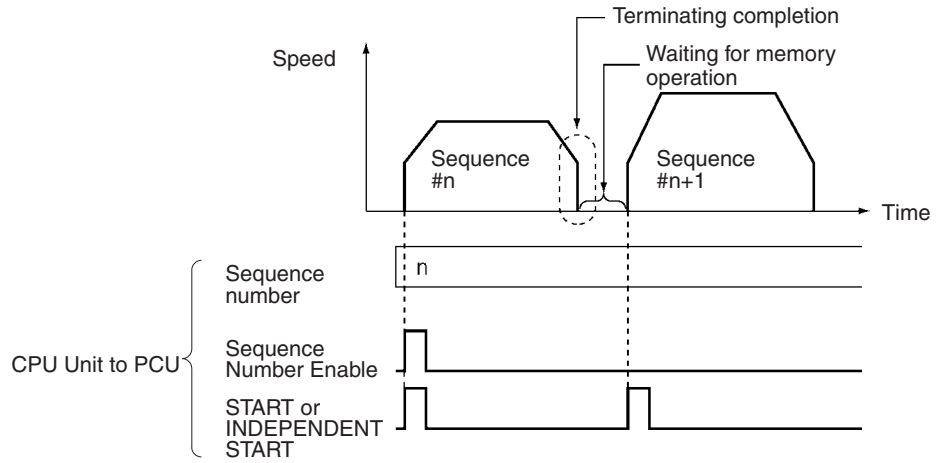 Terminating completion
Waiting for memory
operation
Speed
Sequence
#n
Sequence
#n+1
Time
Sequence
number
n
CPU Unit to PCU
Sequence
Number Enable
START or
INDEPENDENT
START